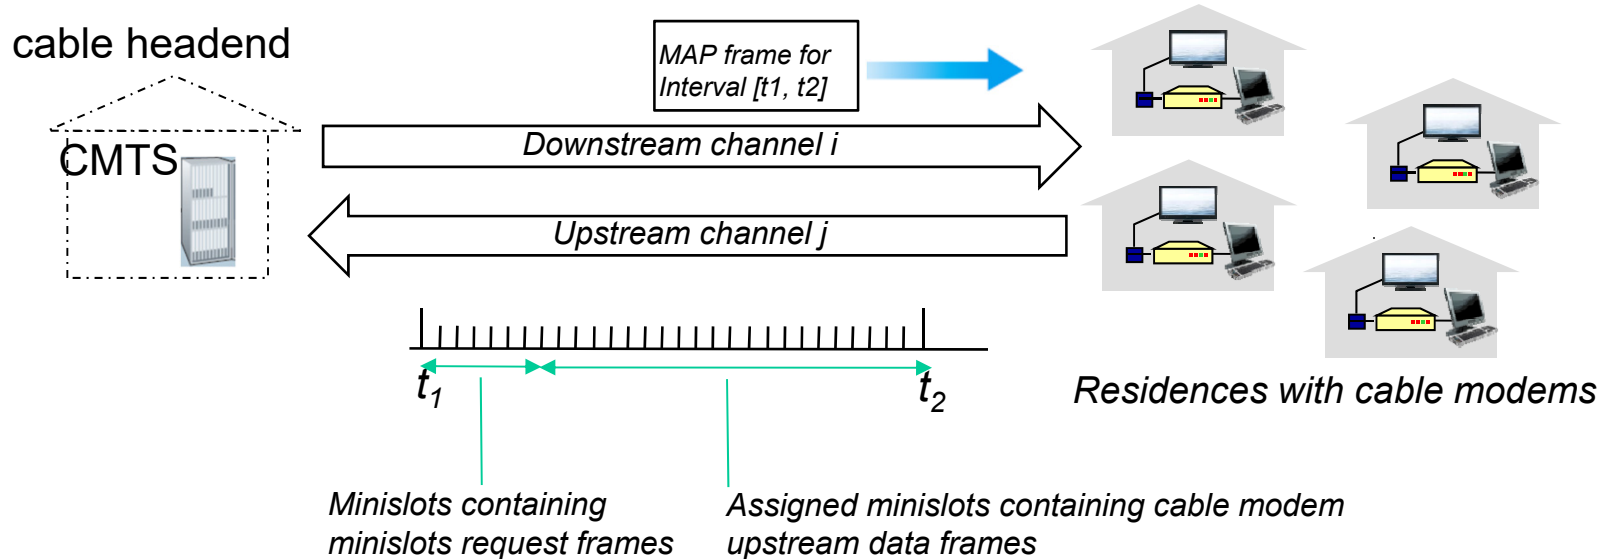 cable headend
MAP frame for
Interval [t1, t2]
CMTS
Downstream channel i
Upstream channel j
t1
t2
Residences with cable modems
Minislots containing
minislots request frames
Assigned minislots containing cable modem
upstream data frames